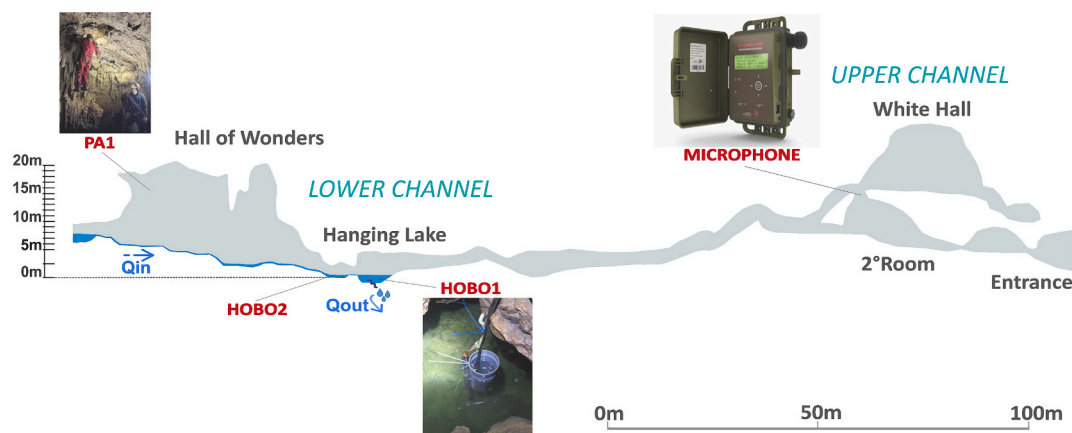 UPPER CHANNEL
White Hall
PA1
Hall of Wonders
MICROPHONE
20m
15m
10m
5m
0m
LOWER CHANNEL
Hanging Lake
Qin
HOBO2
HOBO1
Qout
2°Room
Entrance
0m
50m
100m